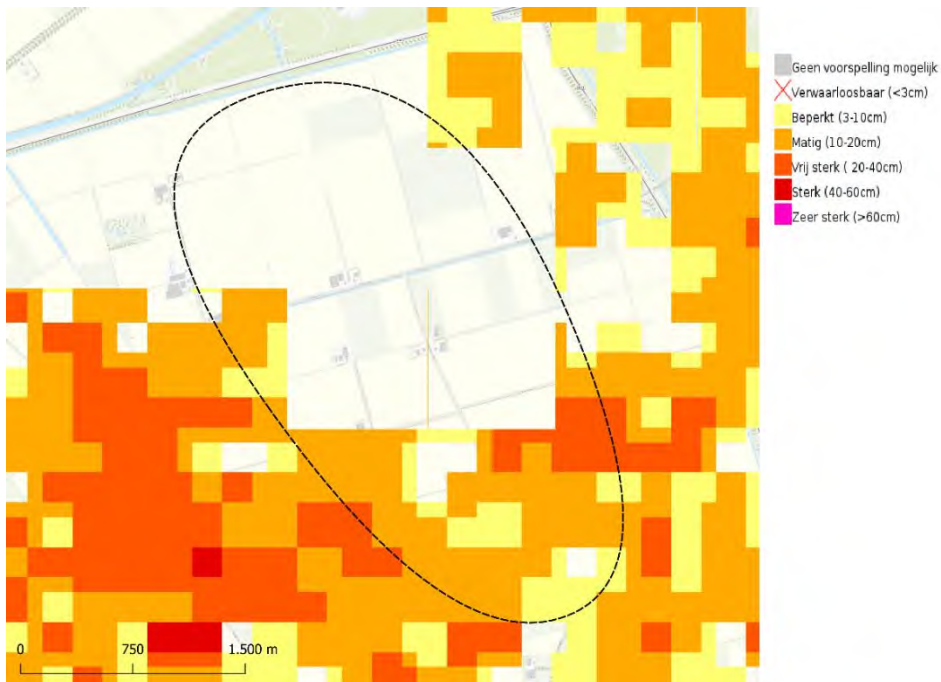 Geen voorspelling mogelijk
Verwaarloosbaar (<3cm)
Beperkt (3-10cm)
Matig (10-20cm)
Vrij sterk ( 20-40cm)
Sterk (40-60cm)
Zeer sterk (>60cm)
0 750 1.500 m